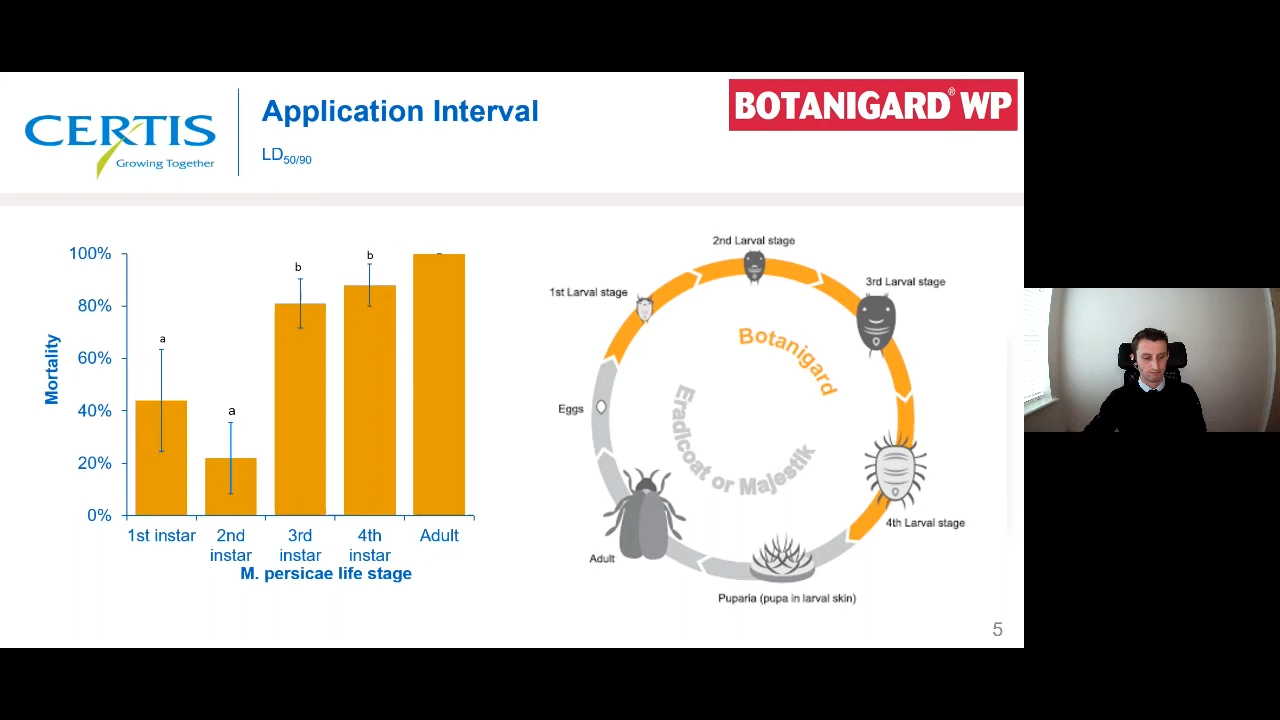 CERTIS
Growing Together
Application Interval
LD50/90
BOTANIGARD® WP
100%
80%
60%
40%
20%
0%
Mortality
a
a
b
b
1st instar
2nd instar
3rd instar
4th instar
Adult
M. persicae life stage
2nd Larval stage
1st Larval stage
3rd Larval stage
Botanigard
Eggs
Eradicoat or Majestik
4th Larval stage
Adult
Puparia (pupa in larval skin)
5